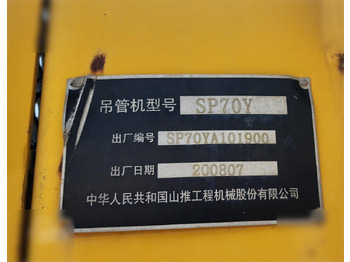 吊管机型号 SP70Y
出厂编号 SP70YA101900
出厂日期 200807
中华人民共和国山推工程机械股份有限公司